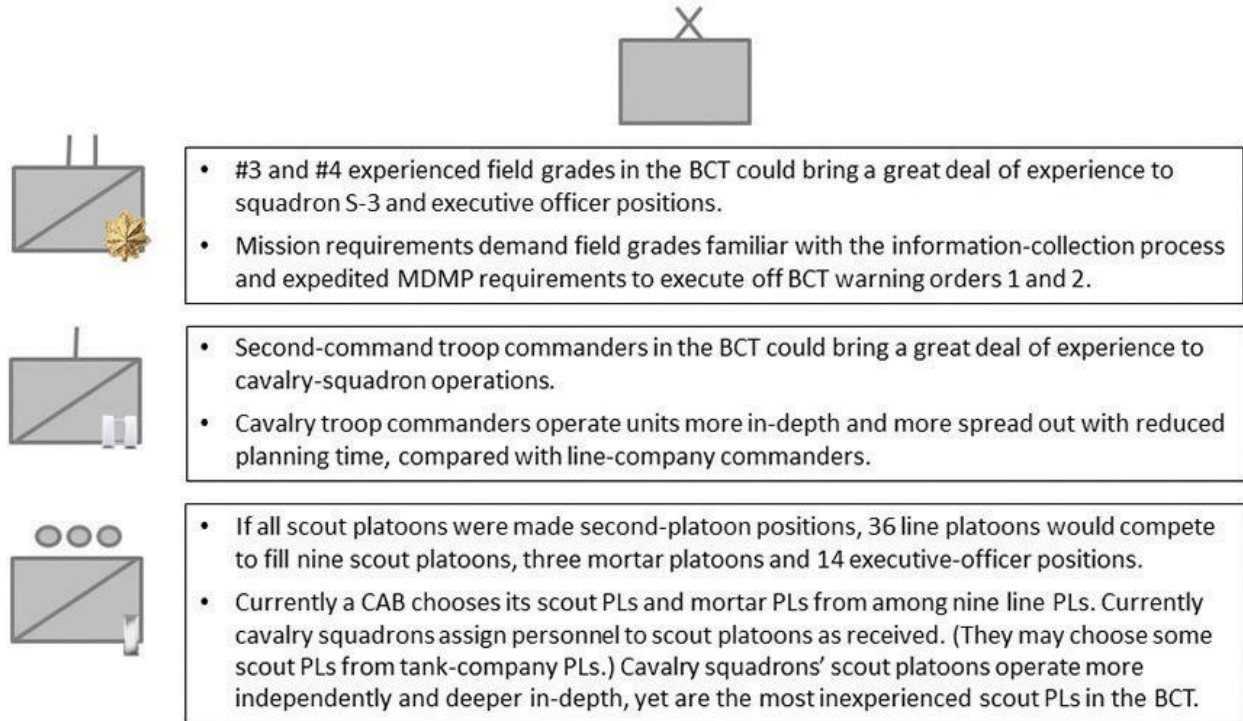 • #3 and #4 experienced field grades in the BCT could bring a great deal of experience to
squadron S-3 and executive officer positions.
• Mission requirements demand field grades familiar with the information-collection process
and expedited MDMP requirements to execute off BCT warning orders 1 and 2.
• Second-command troop commanders in the BCT could bring a great deal of experience to
cavalry-squadron operations.
• Cavalry troop commanders operate units more in-depth and more spread out with reduced
planning time, compared with line-company commanders.
• If all scout platoons were made second-platoon positions, 36 line platoons would compete
to fill nine scout platoons, three mortar platoons and 14 executive-officer positions.
• Currently a CAB chooses its scout PLs and mortar PLs from among nine line PLs. Currently
cavalry squadrons assign personnel to scout platoons as received. (They may choose some
scout PLs from tank-company PLs.) Cavalry squadrons’ scout platoons operate more
independently and deeper in-depth, yet are the most inexperienced scout PLs in the BCT.